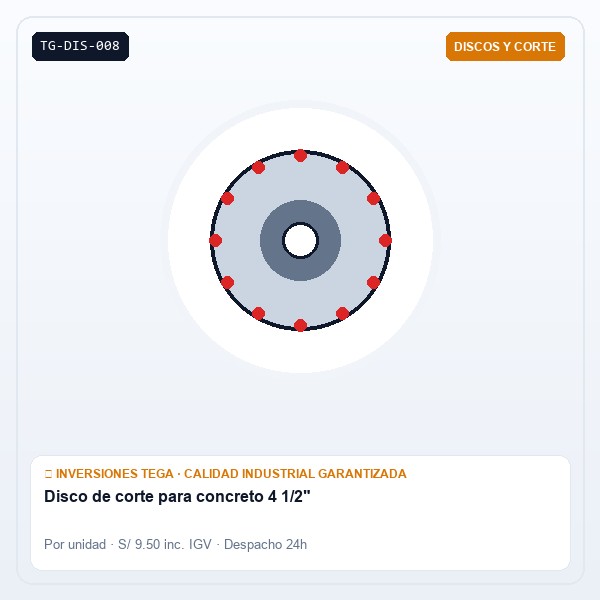 TG-DIS-008
DISCOS Y CORTE
INVERSIONES TEGA · CALIDAD INDUSTRIAL GARANTIZADA
Disco de corte para concreto 4 1/2"
Por unidad · S/ 9.50 inc. IGV · Despacho 24h